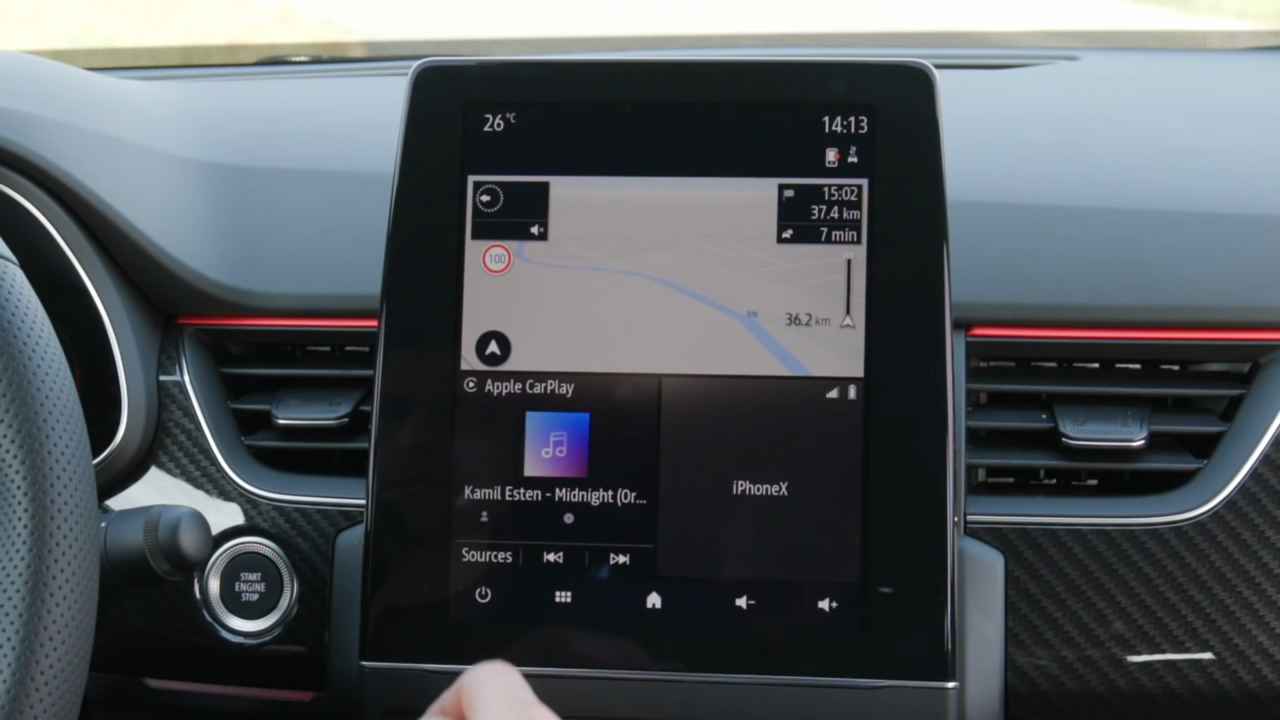 26°C
14:13
15:02
37.4 km
7 min
100
36.2 km
Apple CarPlay
Kamil Esten - Midnight (Or...
iPhoneX
Sources
START
ENGINE
STOP